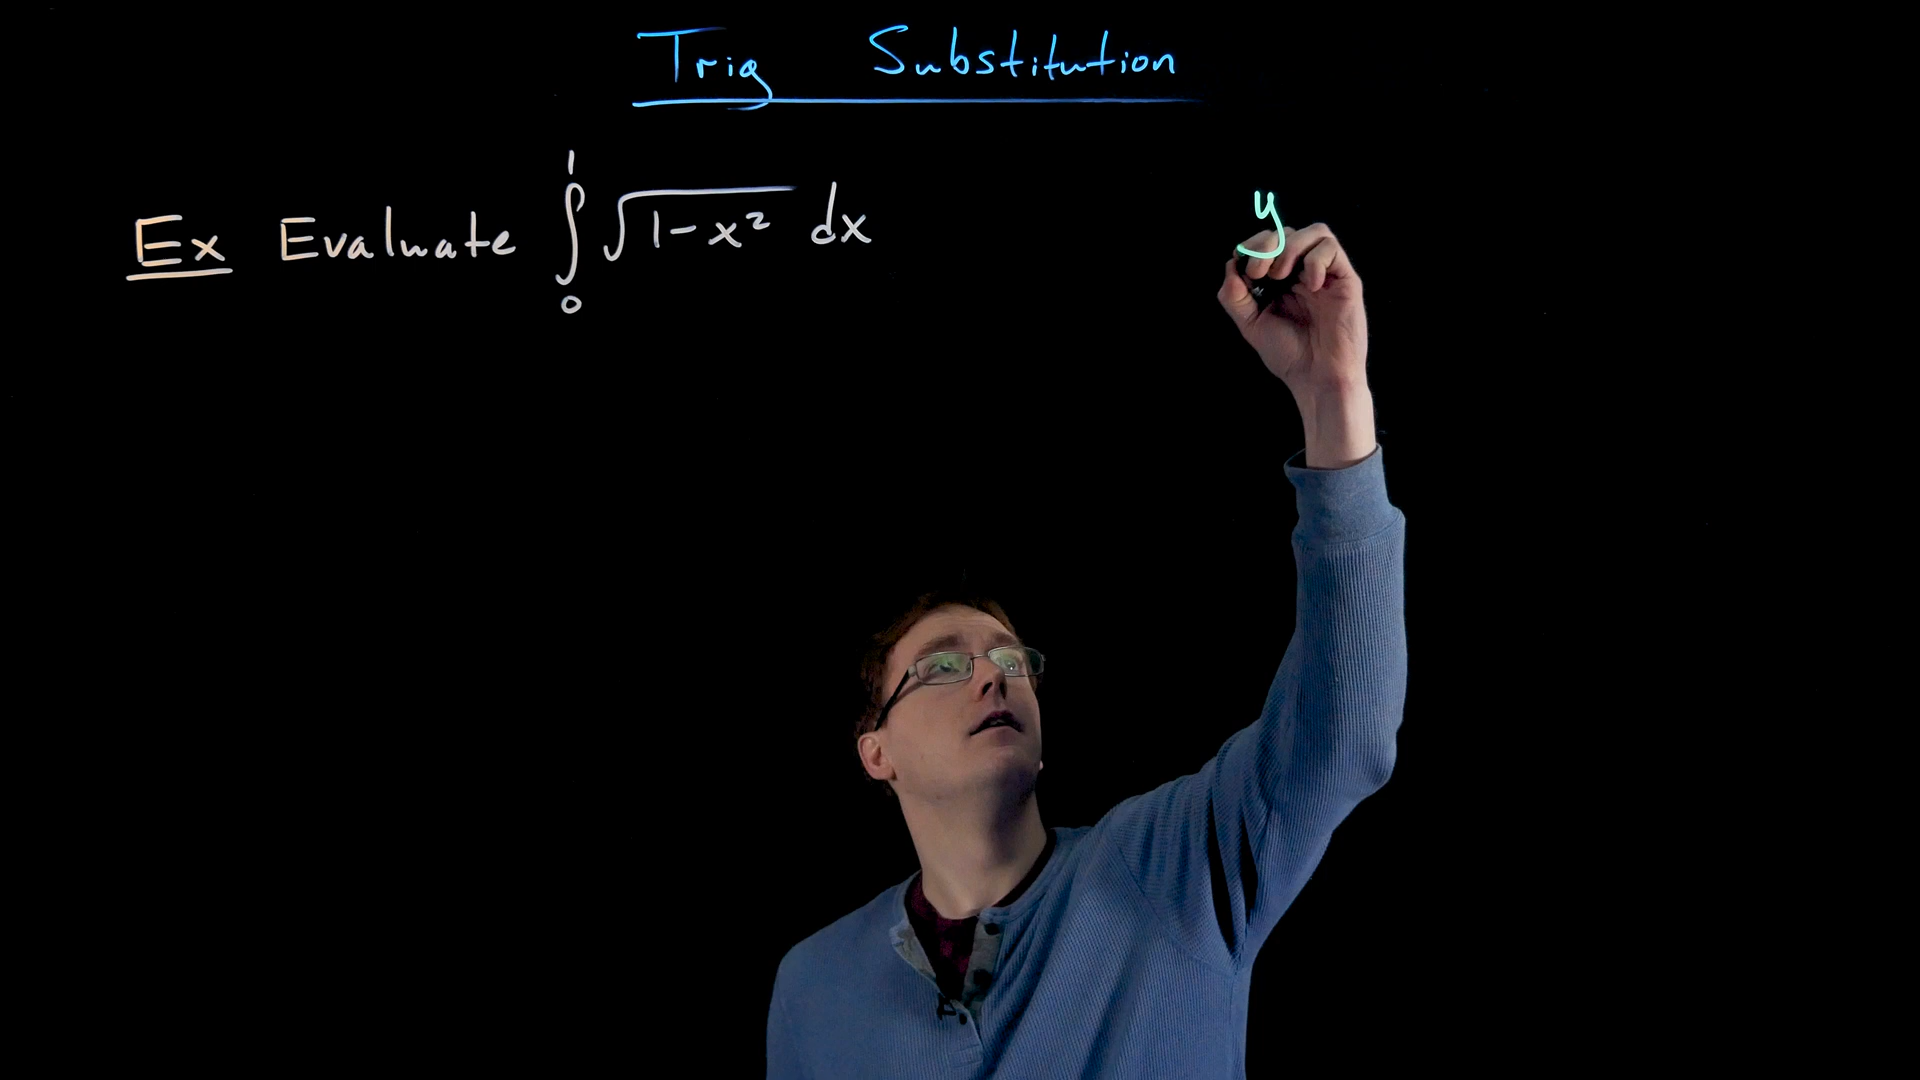 Trig Substitution
Ex Evaluate ∫₀¹ √(1-x²) dx
y